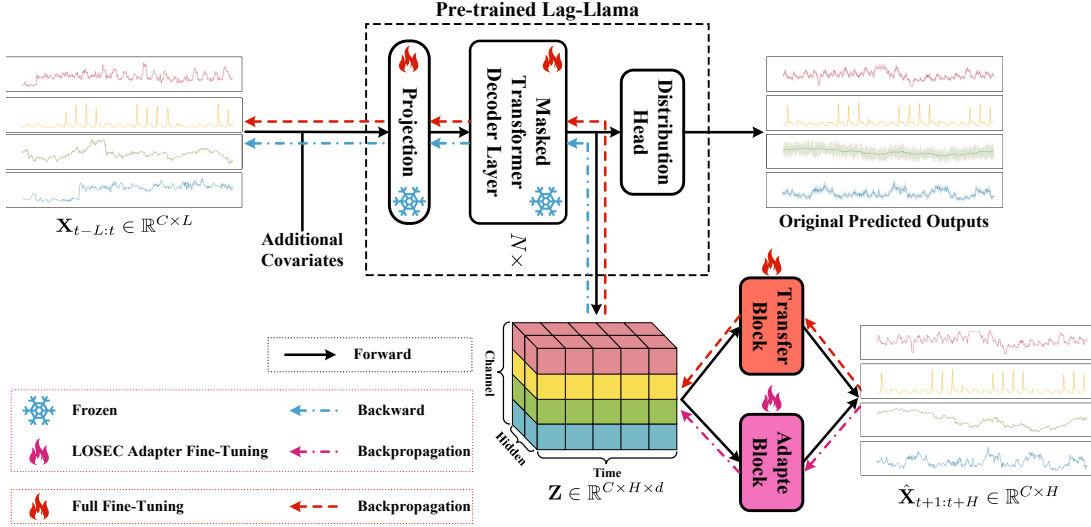 Pre-trained Lag-Llama
Projection
Masked
Transformer
Decoder Layer
N×
Distribution
Head
X_{t−L:t} ∈ ℝ^{C×L}
Additional
Covariates
Original Predicted Outputs
Transfer
Block
Adapte
Block
Channel
Hidden
Time
Z ∈ ℝ^{C×H×d}
X̂_{t+1:t+H} ∈ ℝ^{C×H}
Forward
Frozen
Backward
LOSEC Adapter Fine-Tuning
Backpropagation
Full Fine-Tuning
Backpropagation